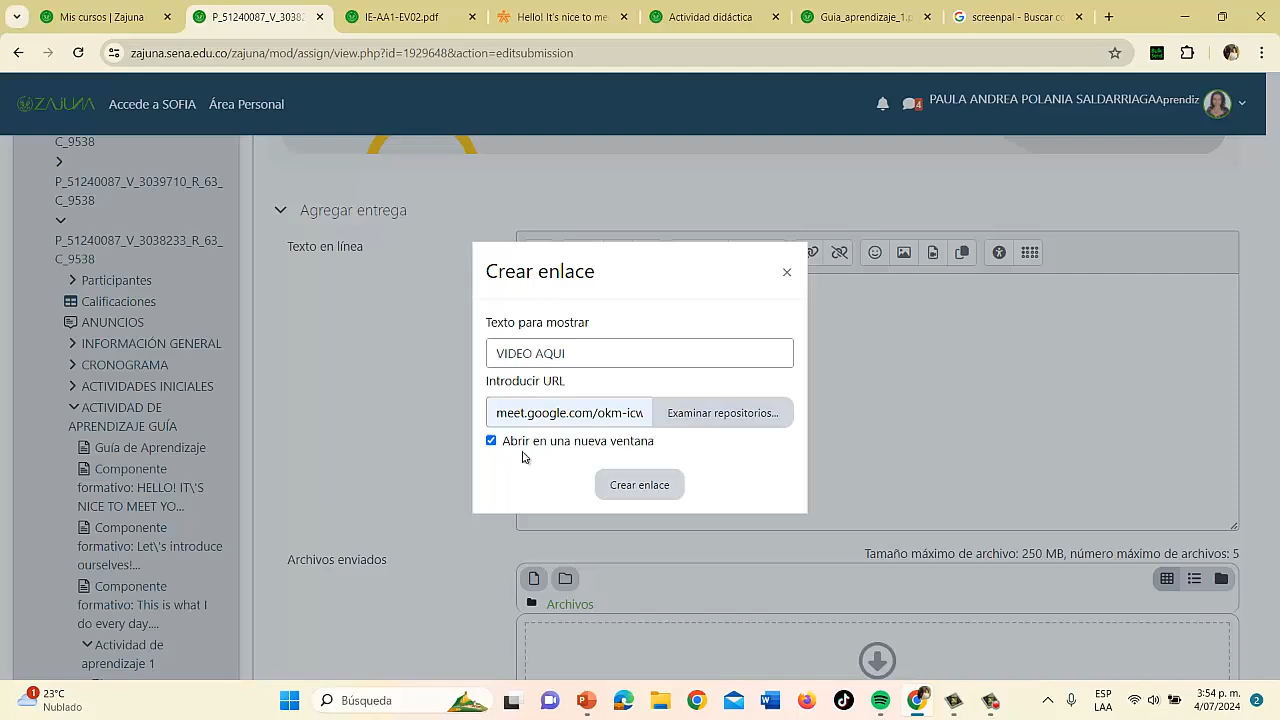 Mis cursos | Zajuna
P_51240087_V_3038
IE-AA1-EV02.pdf
Hello! It's nice to me
Actividad didáctic
Guia_aprendizaje_1.p
screenpal - Buscar co
zajuna.sena.edu.co/zajuna/mod/assign/view.php?id=1929648&action=editsubmission
ZAJUNA
Accede a SOFIA
Área Personal
4
PAULA ANDREA POLANIA SALDARRIAGAAprendiz
C_9538
P_51240087_V_3039710_R_63_
C_9538
P_51240087_V_3038233_R_63_
C_9538
Participantes
Calificaciones
ANUNCIOS
INFORMACIÓN GENERAL
CRONOGRAMA
ACTIVIDADES INICIALES
ACTIVIDAD DE
APRENDIZAJE GUÍA
Guía de Aprendizaje
Componente
formativo: HELLO! IT\'S
NICE TO MEET YO...
Componente
formativo: Let\'s introduce
ourselves!...
Componente
formativo: This is what I
do every day....
Actividad de
aprendizaje 1
Agregar entrega
Texto en línea
Crear enlace
Texto para mostrar
VIDEO AQUI
Introducir URL
meet.google.com/okm-icw
Examinar repositorios...
Abrir en una nueva ventana
Crear enlace
Archivos enviados
Tamaño máximo de archivo: 250 MB, número máximo de archivos: 5
Archivos
1
23°C
Nublado
Búsqueda
ESP
LAA
3:54 p. m.
4/07/2024
2